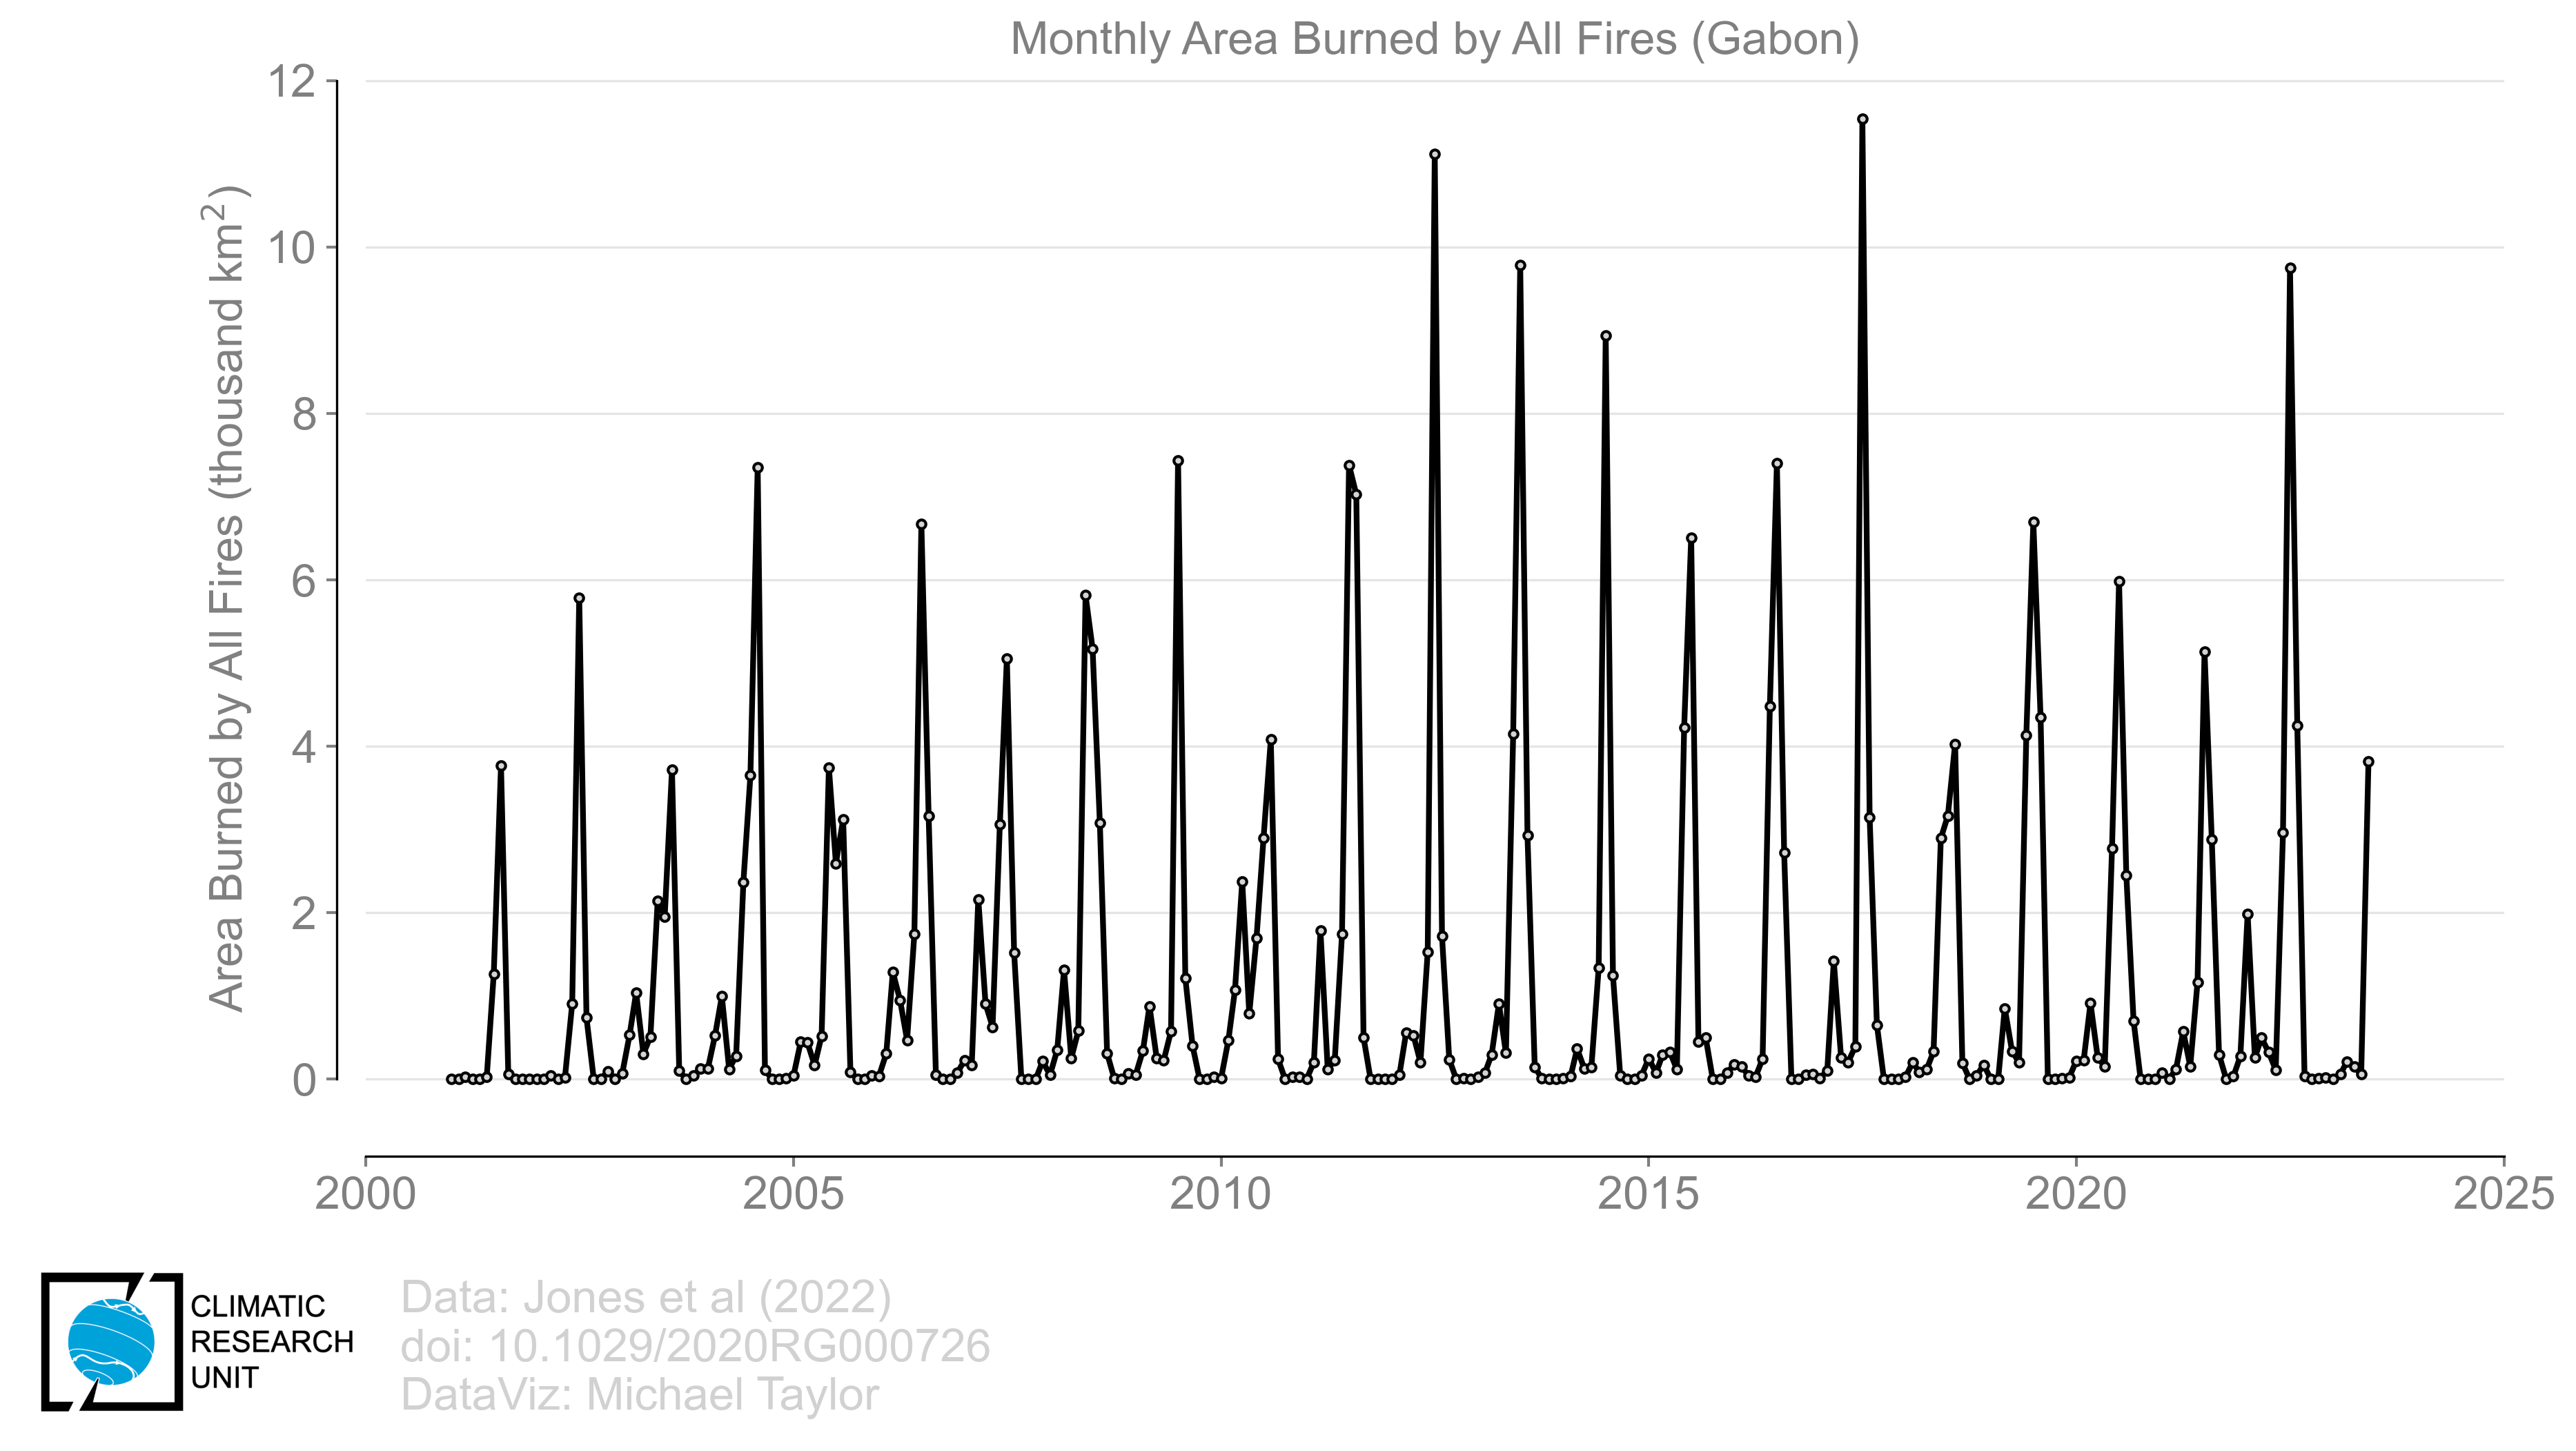 Monthly Area Burned by All Fires (Gabon)
Area Burned by All Fires (thousand km²)
12
10
8
6
4
2
0
2000 2005 2010 2015 2020 2025
CLIMATIC
RESEARCH
UNIT
Data: Jones et al (2022)
doi: 10.1029/2020RG000726
DataViz: Michael Taylor